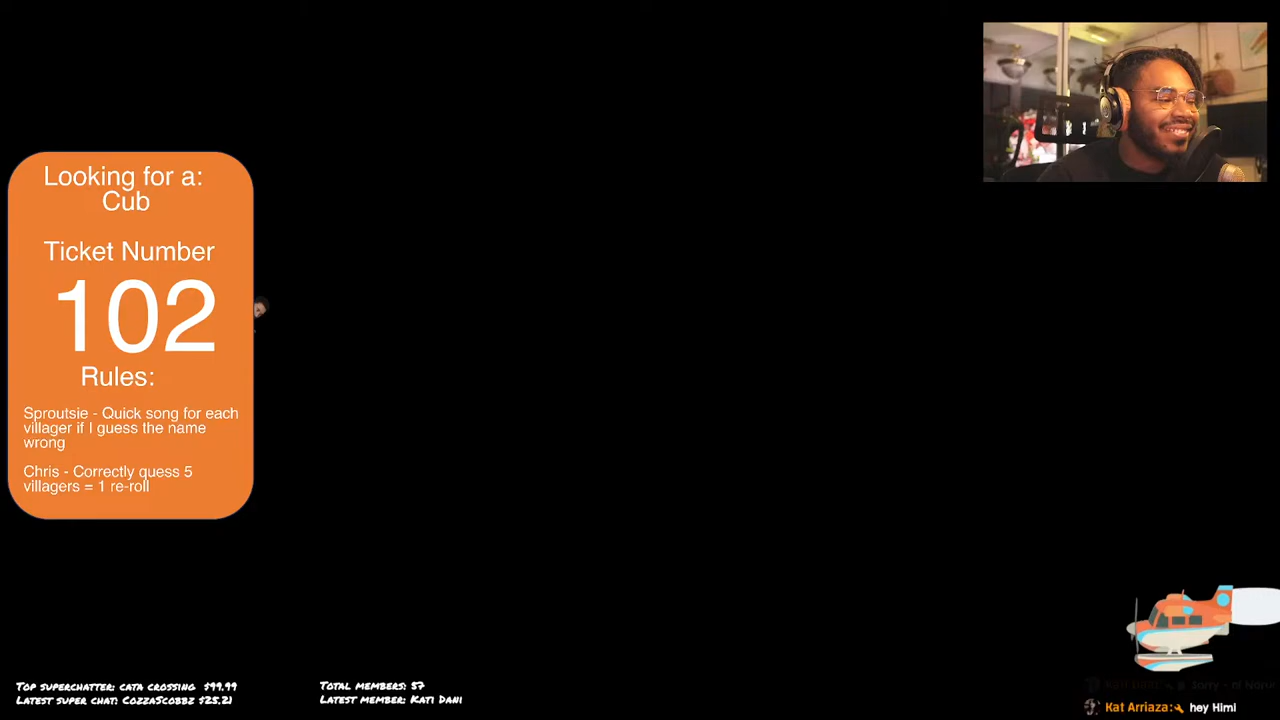 Looking for a:
Cub
Ticket Number
102
Rules:
Sproutsie - Quick song for each
villager if I guess the name
wrong
Chris - Correctly quess 5
villagers = 1 re-roll
Top superchatter: cata crossing $99.99
Latest super chat: CozzaScobbz $25.21
Total members: 57
Latest member: Kati Dani
Kat Arriaza: hey Himi